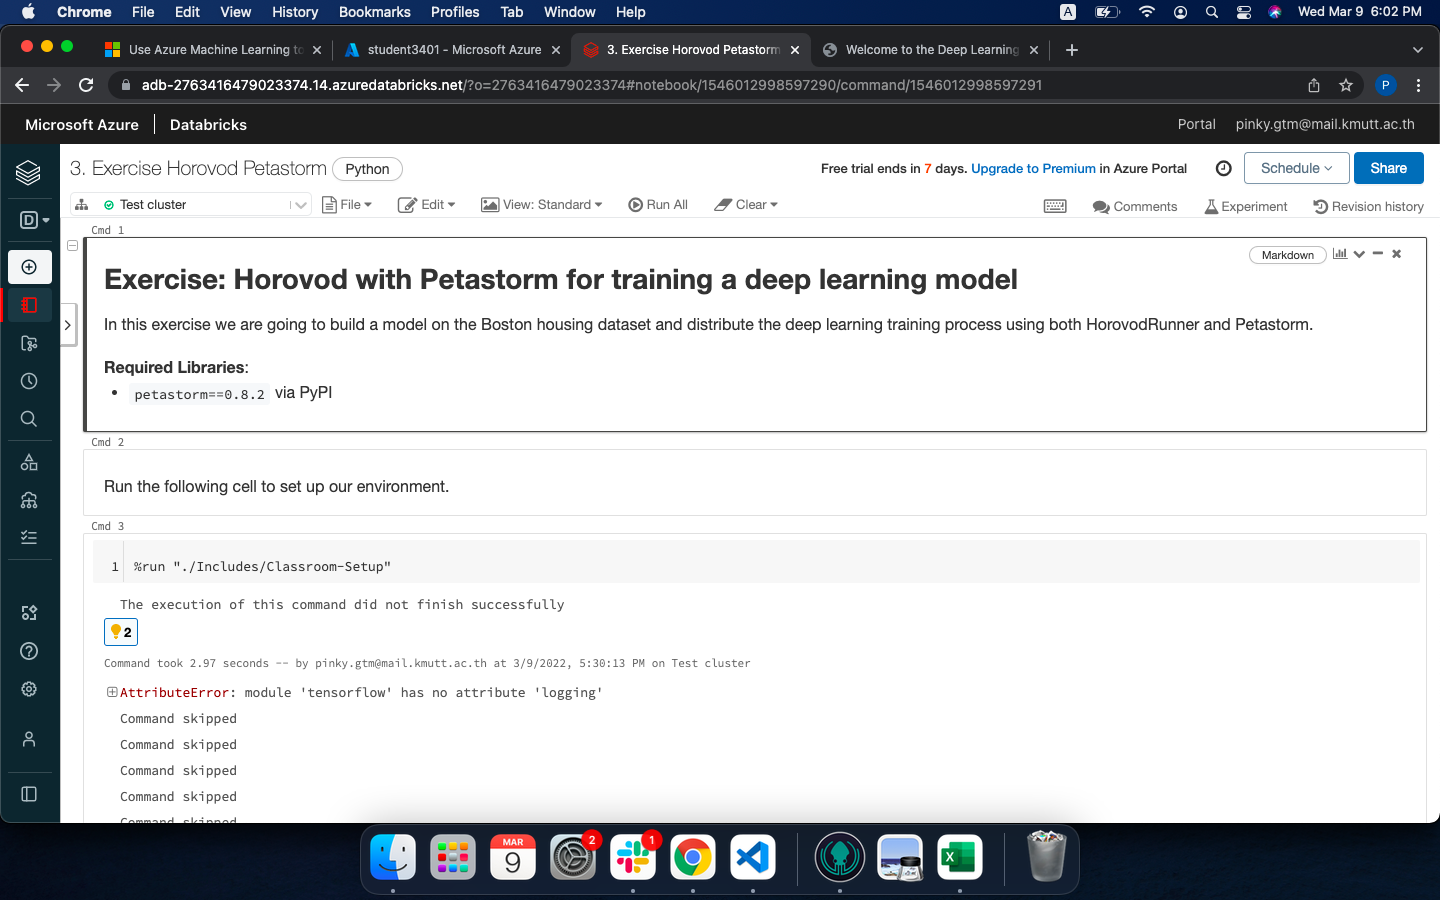 Chrome File Edit View History Bookmarks Profiles Tab Window Help A Wed Mar 9 6:02 PM
Use Azure Machine Learning to student3401 - Microsoft Azure 3. Exercise Horovod Petastorm Welcome to the Deep Learning
adb-2763416479023374.14.azuredatabricks.net/?o=2763416479023374#notebook/1546012998597290/command/1546012998597291 P
Microsoft Azure Databricks Portal pinky.gtm@mail.kmutt.ac.th
3. Exercise Horovod Petastorm Python Free trial ends in 7 days. Upgrade to Premium in Azure Portal Schedule Share
D Test cluster File Edit View: Standard Run All Clear Comments Experiment Revision history
Cmd 1
Markdown
Exercise: Horovod with Petastorm for training a deep learning model
In this exercise we are going to build a model on the Boston housing dataset and distribute the deep learning training process using both HorovodRunner and Petastorm.
Required Libraries:
• petastorm==0.8.2 via PyPI
Cmd 2
Run the following cell to set up our environment.
Cmd 3
1 %run "./Includes/Classroom-Setup"
The execution of this command did not finish successfully
2
Command took 2.97 seconds -- by pinky.gtm@mail.kmutt.ac.th at 3/9/2022, 5:30:13 PM on Test cluster
AttributeError: module 'tensorflow' has no attribute 'logging'
Command skipped
Command skipped
Command skipped
Command skipped
Command skipped
MAR 2 1
9